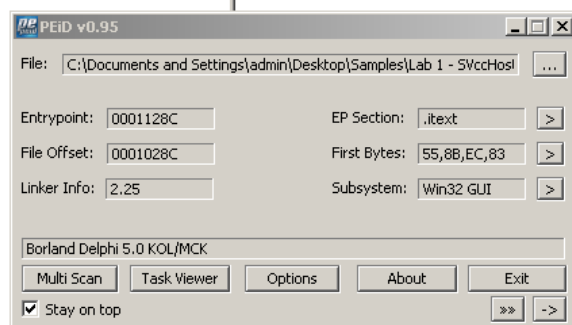 PEiD v0.95
File: C:\Documents and Settings\admin\Desktop\Samples\Lab 1 - SVccHost ...
Entrypoint: 0001128C EP Section: .itext >
File Offset: 0001028C First Bytes: 55,8B,EC,83 >
Linker Info: 2.25 Subsystem: Win32 GUI >
Borland Delphi 5.0 KOL/MCK
Multi Scan Task Viewer Options About Exit
Stay on top »» ->